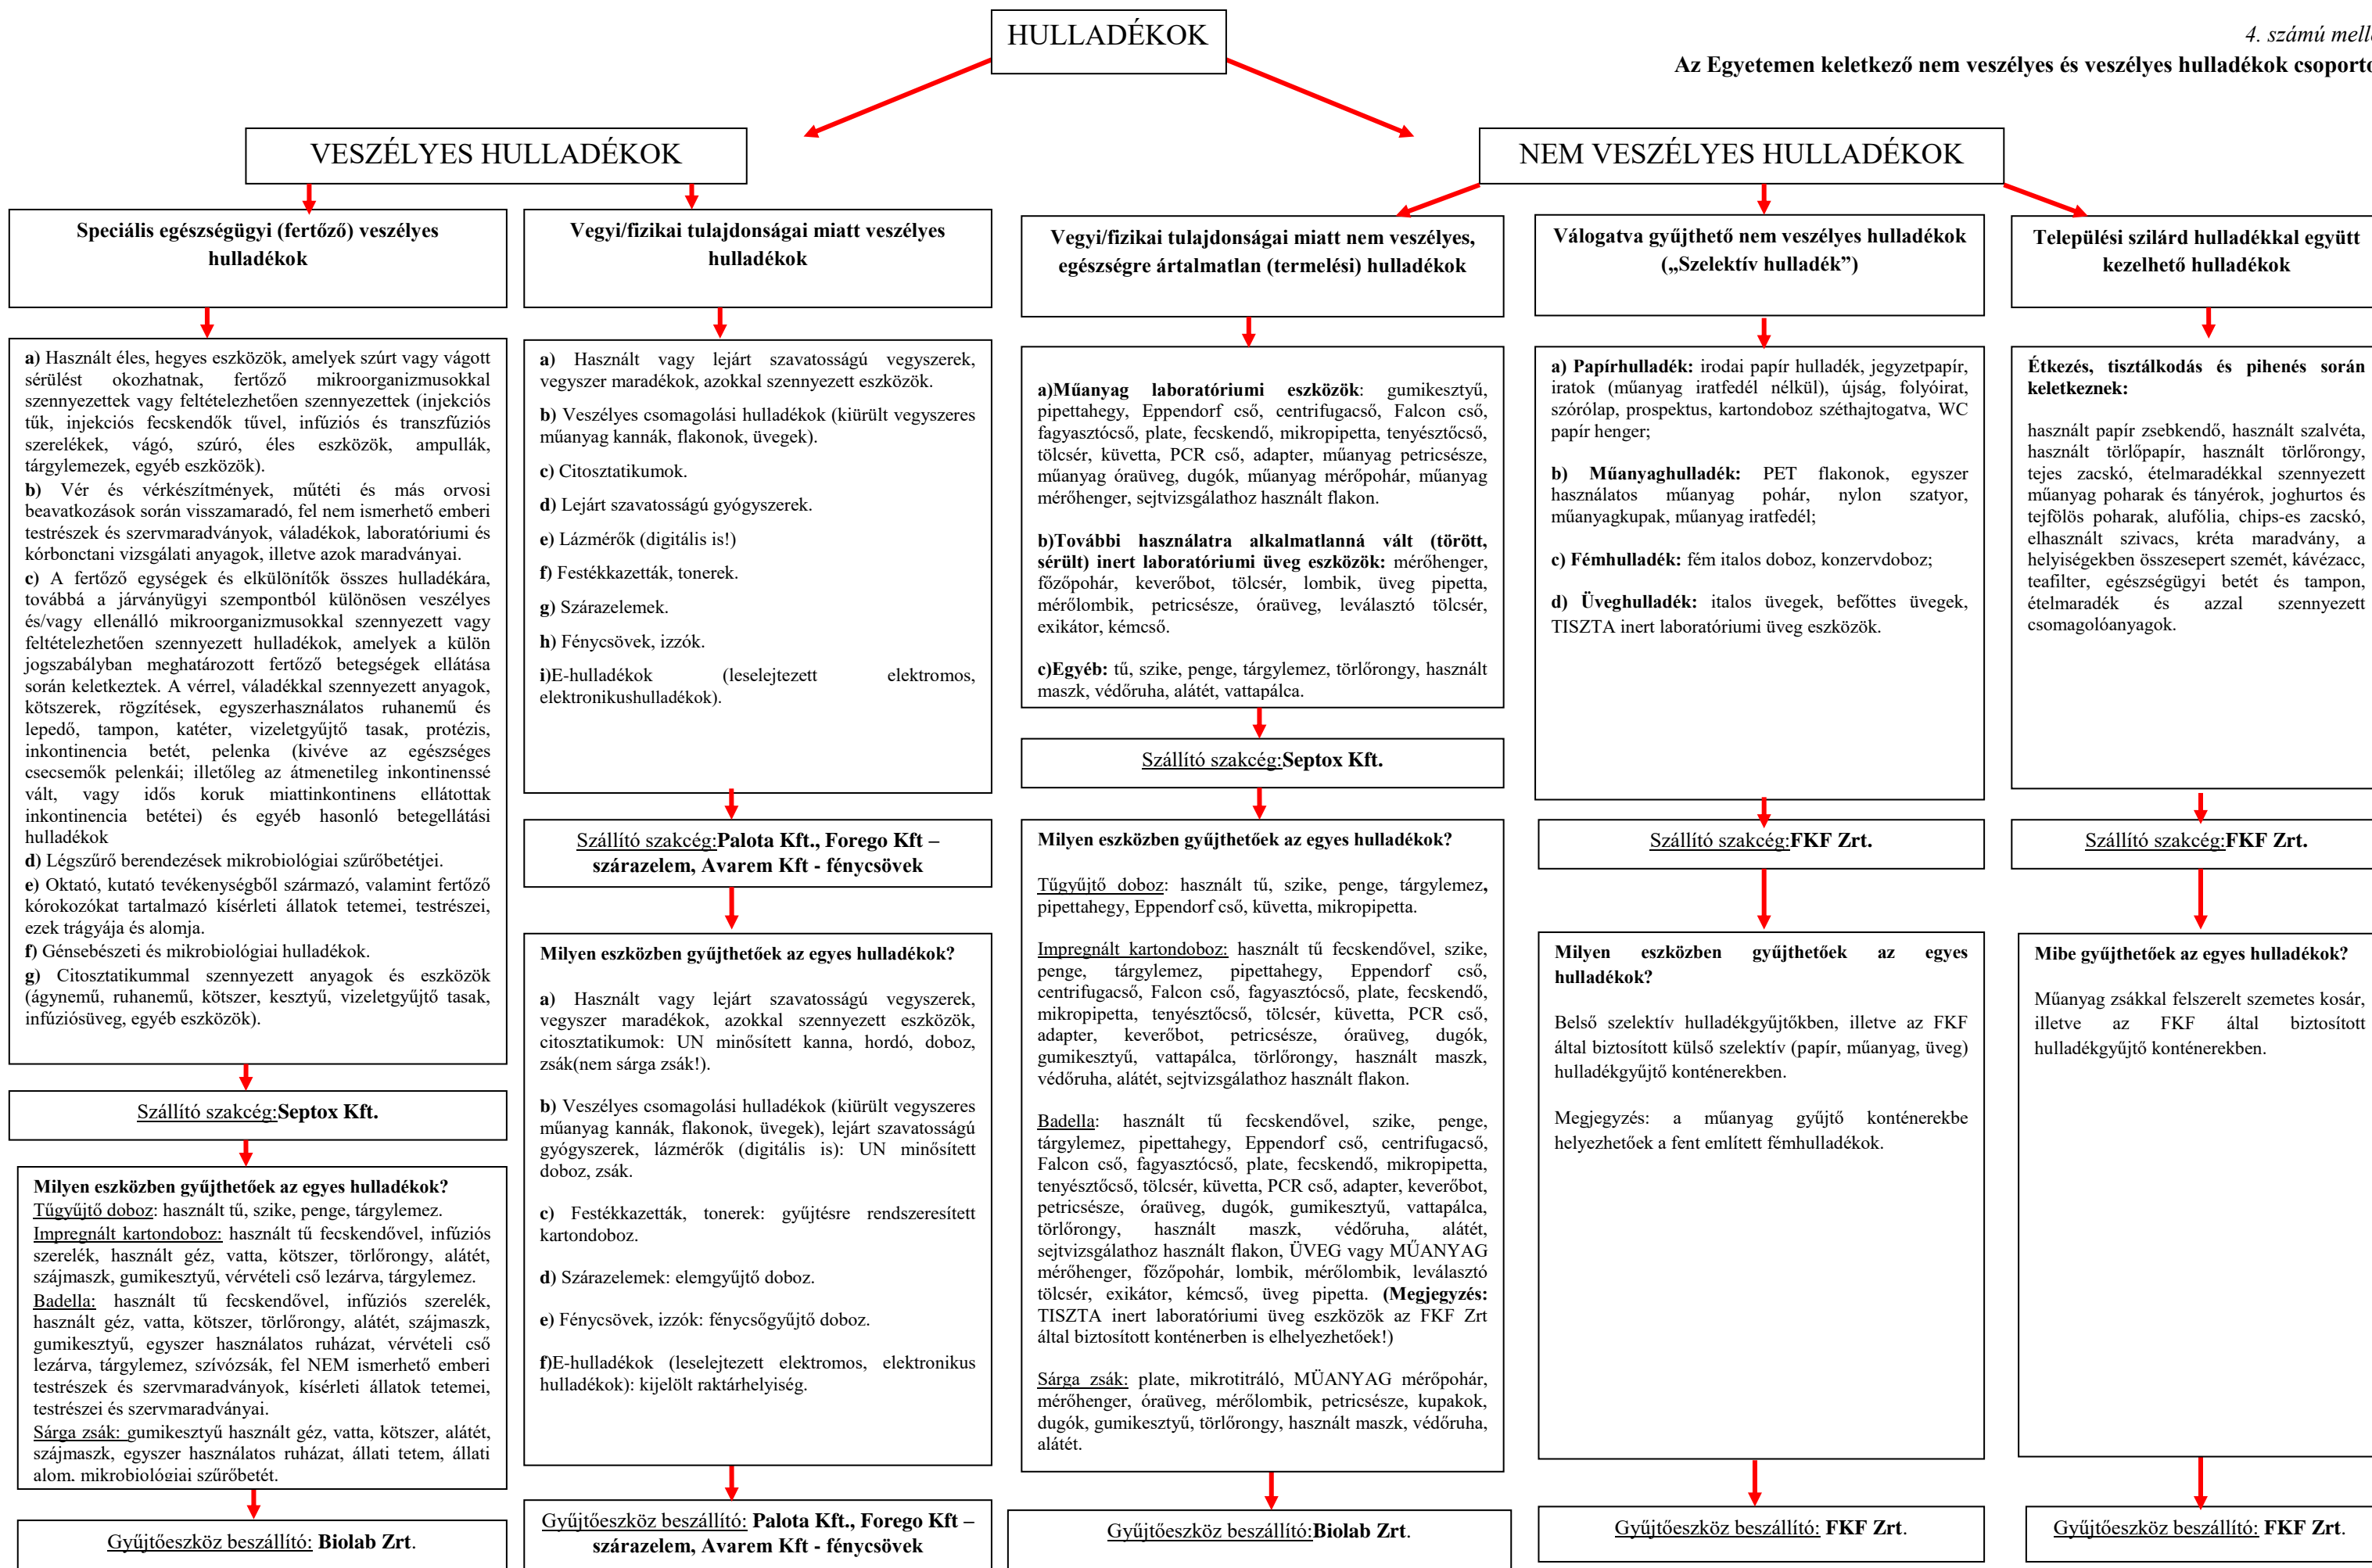 HULLADÉKOK
4. számú mell
Az Egyetemen keletkező nem veszélyes és veszélyes hulladékok
VESZÉLYES HULLADÉKOK
NEM VESZÉLYES HULLADÉKOK
Speciális egészségügyi (fertőző) veszélyes
hulladékok
a) Használt éles, hegyes eszközök, amelyek szúrt vagy vágott
sérülést okozhatnak, fertőző mikroorganizmusokkal
szennyezettek vagy feltételezhetően szennyezettek (injekciós
tűk, injekciós fecskendők tűvel, infúziós és transzfúziós
szerelékek, vágó, szúró, éles eszközök, ampullák,
tárgylemezek, egyéb eszközök).
b) Vér és vérkészítmények, műtéti és más orvosi
beavatkozások során visszamaradó, fel nem ismerhető emberi
testrészek és szervmaradványok, váladékok, laboratóriumi és
kórbonctani vizsgálati anyagok, illetve azok maradványai.
c) A fertőző egységek és elkülönítők összes hulladékára,
továbbá a járványügyi szempontból különösen veszélyes
és/vagy ellenálló mikroorganizmusokkal szennyezett vagy
feltételezhetően szennyezett hulladékok, amelyek a külön
jogszabályban meghatározott fertőző betegségek ellátása
során keletkeztek. A vérrel, váladékkal szennyezett anyagok,
kötszerek, rögzítések, egyszerhasználatos ruhanemű és
lepedő, tampon, katéter, vizeletgyűjtő tasak, protézis,
inkontinencia betét, pelenka (kivéve az egészséges
csecsemők pelenkái; illetőleg az átmenetileg inkontinenssé
vált, vagy idős koruk miattinkontinens ellátottak
inkontinencia betétei) és egyéb hasonló betegellátási
hulladékok
d) Légszűrő berendezések mikrobiológiai szűrőbetétjei.
e) Oktató, kutató tevékenységből származó, valamint fertőző
kórokozókat tartalmazó kísérleti állatok tetemei, testrészei,
ezek trágyája és alomja.
f) Génsebészeti és mikrobiológiai hulladékok.
g) Citosztatikummal szennyezett anyagok és eszközök
(ágynemű, ruhanemű, kötszer, kesztyű, vizeletgyűjtő tasak,
infúziósüveg, egyéb eszközök).
Szállító szakcég:Septox Kft.
Milyen eszközben gyűjthetőek az egyes hulladékok?
Tűgyűjtő doboz: használt tű, szike, penge, tárgylemez.
Impregnált kartondoboz: használt tű fecskendővel, infúziós
szerelék, használt géz, vatta, kötszer, törlőrongy, alátét,
szájmaszk, gumikesztyű, vérvételi cső lezárva, tárgylemez.
Badella: használt tű fecskendővel, infúziós szerelék,
használt géz, vatta, kötszer, törlőrongy, alátét, szájmaszk,
gumikesztyű, egyszer használatos ruházat, vérvételi cső
lezárva, tárgylemez, szívózsák, fel NEM ismerhető emberi
testrészek és szervmaradványok, kísérleti állatok tetemei,
testrészei és szervmaradványai.
Sárga zsák: gumikesztyű használt géz, vatta, kötszer, alátét,
szájmaszk, egyszer használatos ruházat, állati tetem, állati
alom, mikrobiológiai szűrőbetét.
Gyűjtőeszköz beszállító: Biolab Zrt.
Vegyi/fizikai tulajdonságai miatt veszélyes
hulladékok
a) Használt vagy lejárt szavatosságú vegyszerek,
vegyszer maradékok, azokkal szennyezett eszközök.
b) Veszélyes csomagolási hulladékok (kiürült vegyszeres
műanyag kannák, flakonok, üvegek).
c) Citosztatikumok.
d) Lejárt szavatosságú gyógyszerek.
e) Lázmérők (digitális is!)
f) Festékkazetták, tonerek.
g) Szárazelemek.
h) Fénycsövek, izzók.
i)E-hulladékok (leselejtezett elektromos,
elektronikushulladékok).
Szállító szakcég:Palota Kft., Forego Kft –
szárazelem, Avarem Kft - fénycsövek
Milyen eszközben gyűjthetőek az egyes hulladékok?
a) Használt vagy lejárt szavatosságú vegyszerek,
vegyszer maradékok, azokkal szennyezett eszközök,
citosztatikumok: UN minősített kanna, hordó, doboz,
zsák(nem sárga zsák!).
b) Veszélyes csomagolási hulladékok (kiürült vegyszeres
műanyag kannák, flakonok, üvegek), lejárt szavatosságú
gyógyszerek, lázmérők (digitális is): UN minősített
doboz, zsák.
c) Festékkazetták, tonerek: gyűjtésre rendszeresített
kartondoboz.
d) Szárazelemek: elemgyűjtő doboz.
e) Fénycsövek, izzók: fénycsőgyűjtő doboz.
f)E-hulladékok (leselejtezett elektromos, elektronikus
hulladékok): kijelölt raktárhelyiség.
Gyűjtőeszköz beszállító: Palota Kft., Forego Kft –
szárazelem, Avarem Kft - fénycsövek
Vegyi/fizikai tulajdonságai miatt nem veszélyes,
egészségre ártalmatlan (termelési) hulladékok
a)Műanyag laboratóriumi eszközök: gumikesztyű,
pipettahegy, Eppendorf cső, centrifugacső, Falcon cső,
fagyasztócső, plate, fecskendő, mikropipetta, tenyésztőcső,
tölcsér, küvetta, PCR cső, adapter, műanyag petricsésze,
műanyag óraüveg, dugók, műanyag mérőpohár, műanyag
mérőhenger, sejtvizsgálathoz használt flakon.
b)További használatra alkalmatlanná vált (törött,
sérült) inert laboratóriumi üveg eszközök: mérőhenger,
főzőpohár, keverőbot, tölcsér, lombik, üveg pipetta,
mérőlombik, petricsésze, óraüveg, leválasztó tölcsér,
exikátor, kémcső.
c)Egyéb: tű, szike, penge, tárgylemez, törlőrongy, használt
maszk, védőruha, alátét, vattapálca.
Szállító szakcég:Septox Kft.
Milyen eszközben gyűjthetőek az egyes hulladékok?
Tűgyűjtő doboz: használt tű, szike, penge, tárgylemez,
pipettahegy, Eppendorf cső, küvetta, mikropipetta.
Impregnált kartondoboz: használt tű fecskendővel, szike,
penge, tárgylemez, pipettahegy, Eppendorf cső,
centrifugacső, Falcon cső, fagyasztócső, plate, fecskendő,
mikropipetta, tenyésztőcső, tölcsér, küvetta, PCR cső,
adapter, keverőbot, petricsésze, óraüveg, dugók,
gumikesztyű, vattapálca, törlőrongy, használt maszk,
védőruha, alátét, sejtvizsgálathoz használt flakon.
Badella: használt tű fecskendővel, szike, penge,
tárgylemez, pipettahegy, Eppendorf cső, centrifugacső,
Falcon cső, fagyasztócső, plate, fecskendő, mikropipetta,
tenyésztőcső, tölcsér, küvetta, PCR cső, adapter, keverőbot,
petricsésze, óraüveg, dugók, gumikesztyű, vattapálca,
törlőrongy, használt maszk, védőruha, alátét,
sejtvizsgálathoz használt flakon, ÜVEG vagy MŰANYAG
mérőhenger, főzőpohár, lombik, mérőlombik, leválasztó
tölcsér, exikátor, kémcső, üveg pipetta. (Megjegyzés:
TISZTA inert laboratóriumi üveg eszközök az FKF Zrt
által biztosított konténerben is elhelyezhetőek!)
Sárga zsák: plate, mikrotitráló, MÜANYAG mérőpohár,
mérőhenger, óraüveg, mérőlombik, petricsésze, kupakok,
dugók, gumikesztyű, törlőrongy, használt maszk, védőruha,
alátét.
Gyűjtőeszköz beszállító:Biolab Zrt.
Válogatva gyűjthető nem veszélyes hulladékok
(„Szelektív hulladék”)
a) Papírhulladék: irodai papír hulladék, jegyzetpapír,
iratok (műanyag iratfedél nélkül), újság, folyóirat,
szórólap, prospektus, kartondoboz széthajtogatva, WC
papír henger;
b) Műanyaghulladék: PET flakonok, egyszer
használatos műanyag pohár, nylon szatyor,
műanyagkupak, műanyag iratfedél;
c) Fémhulladék: fém italos doboz, konzervdoboz;
d) Üveghulladék: italos üvegek, befőttes üvegek,
TISZTA inert laboratóriumi üveg eszközök.
Szállító szakcég:FKF Zrt.
Milyen eszközben gyűjthetőek az egyes
hulladékok?
Belső szelektív hulladékgyűjtőkben, illetve az FKF
által biztosított külső szelektív (papír, műanyag, üveg)
hulladékgyűjtő konténerekben.
Megjegyzés: a műanyag gyűjtő konténerekbe
helyezhetőek a fent említett fémhulladékok.
Gyűjtőeszköz beszállító: FKF Zrt.
Települési szilárd hulladékkal együtt
kezelhető hulladékok
Étkezés, tisztálkodás és pihenés során
keletkeznek:
használt papír zsebkendő, használt szalvéta,
használt törlőpapír, használt törlőrongy,
tejes zacskó, ételmaradékkal szennyezett
műanyag poharak és tányérok, joghurtos és
tejfölös poharak, alufólia, chips-es zacskó,
elhasznált szivacs, kréta maradvány, a
helyiségekben összesepert szemét, kávézacc,
teafilter, egészségügyi betét és tampon,
ételmaradék és azzal szennyezett
csomagolóanyagok.
Szállító szakcég:FKF Zrt.
Mibe gyűjthetőek az egyes hulladékok?
Műanyag zsákkal felszerelt szemetes kosár,
illetve az FKF által biztosított
hulladékgyűjtő konténerekben.
Gyűjtőeszköz beszállító: FKF Zrt.